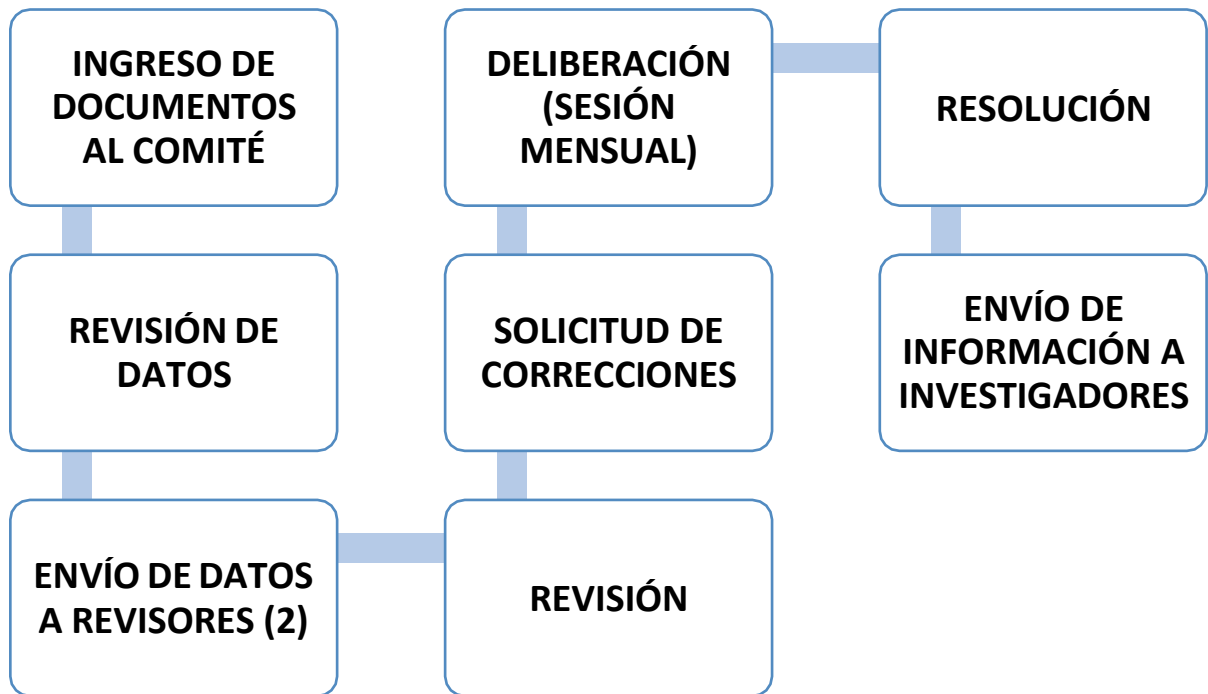 INGRESO DE
DOCUMENTOS
AL COMITÉ
REVISIÓN DE
DATOS
ENVÍO DE DATOS
A REVISORES (2)
REVISIÓN
SOLICITUD DE
CORRECCIONES
DELIBERACIÓN
(SESIÓN
MENSUAL)
RESOLUCIÓN
ENVÍO DE
INFORMACIÓN A
INVESTIGADORES